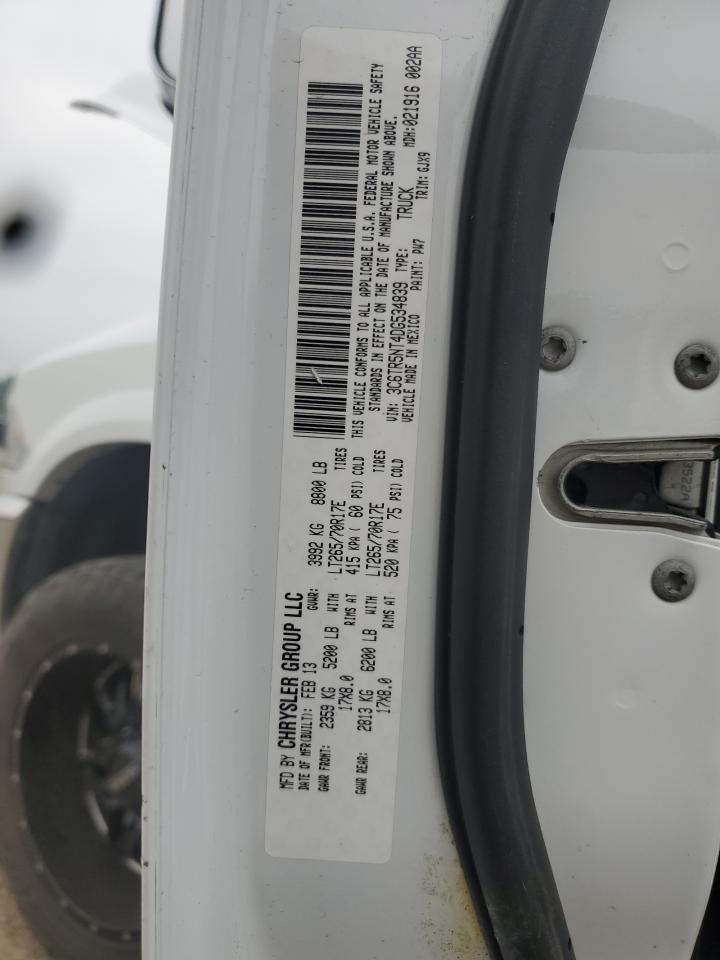 MFD BY CHRYSLER GROUP LLC
DATE OF MFR(BUILT): FEB 13 GVWR: 3992 KG 8800 LB
GAWR FRONT: 2359 KG 5200 LB WITH LT265/70R17E TIRES
17X8.0 RIMS AT 415 KPA ( 60 PSI) COLD
GAWR REAR: 2813 KG 6200 LB WITH LT265/70R17E TIRES
17X8.0 RIMS AT 520 KPA ( 75 PSI) COLD
THIS VEHICLE CONFORMS TO ALL APPLICABLE U.S.A. FEDERAL MOTOR VEHICLE SAFETY
STANDARDS IN EFFECT ON THE DATE OF MANUFACTURE SHOWN ABOVE.
VIN: 3C6TR5NT4DG534839 TYPE: TRUCK MDH:021916 002AA
VEHICLE MADE IN MEXICO PAINT: PW7 TRIM: GJX9
3522A